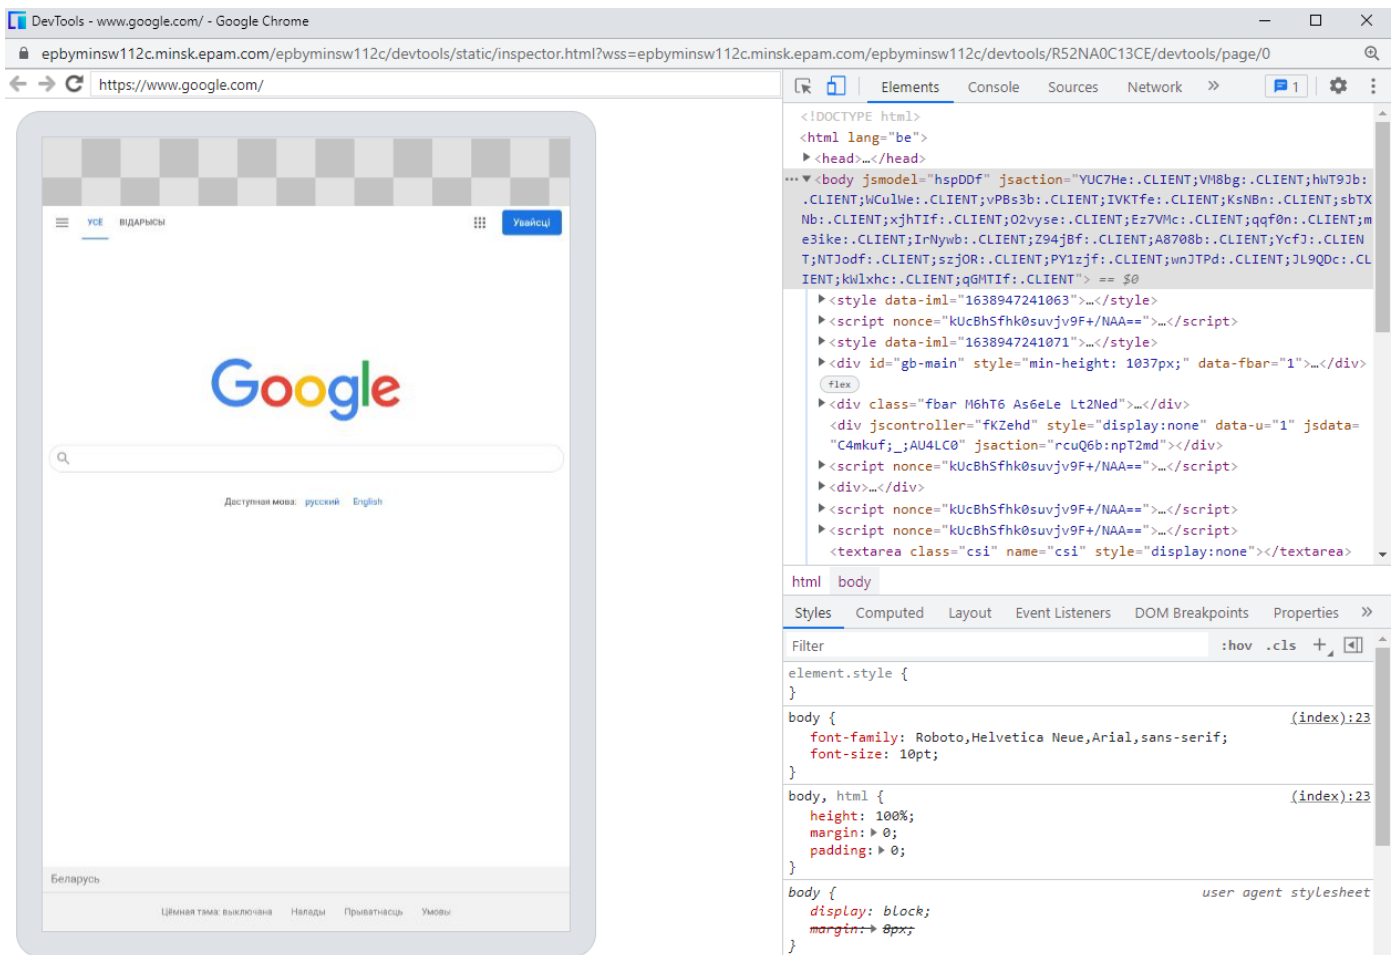 DevTools - www.google.com/ - Google Chrome
epbyminsw112c.minsk.epam.com/epbyminsw112c/devtools/static/inspector.html?wss=epbyminsw112c.minsk.epam.com/epbyminsw112c/devtools/R52NA0C13CE/devtools/page/0
https://www.google.com/
УСЕ ВІДАРЫСЫ Увайсці
Google
Даступная мова: русский English
Беларусь
Цёмная тэма: выключана Налады Прыватнасць Умовы
Elements Console Sources Network » 1
<!DOCTYPE html>
<html lang="be">
<head>…</head>
<body jsmodel="hspDDf" jsaction="YUC7He:.CLIENT;VM8bg:.CLIENT;hWT9Jb:
.CLIENT;WCulWe:.CLIENT;vPBs3b:.CLIENT;IVKTfe:.CLIENT;KsNBn:.CLIENT;sbTX
Nb:.CLIENT;xjhTIf:.CLIENT;O2vyse:.CLIENT;Ez7VMc:.CLIENT;qqf0n:.CLIENT;m
e3ike:.CLIENT;IrNywb:.CLIENT;Z94jBf:.CLIENT;A8708b:.CLIENT;YcfJ:.CLIEN
T;NTJodf:.CLIENT;szjOR:.CLIENT;PY1zjf:.CLIENT;wnJTPd:.CLIENT;JL9QDc:.CL
IENT;kWlxhc:.CLIENT;qGMTIf:.CLIENT"> == $0
<style data-iml="1638947241063">…</style>
<script nonce="kUcBhSfhk0suvjv9F+/NAA==">…</script>
<style data-iml="1638947241071">…</style>
<div id="gb-main" style="min-height: 1037px;" data-fbar="1">…</div>
flex
<div class="fbar M6hT6 As6eLe Lt2Ned">…</div>
<div jscontroller="fKZehd" style="display:none" data-u="1" jsdata=
"C4mkuf;_;AU4LC0" jsaction="rcuQ6b:npT2md"></div>
<script nonce="kUcBhSfhk0suvjv9F+/NAA==">…</script>
<div>…</div>
<script nonce="kUcBhSfhk0suvjv9F+/NAA==">…</script>
<script nonce="kUcBhSfhk0suvjv9F+/NAA==">…</script>
<textarea class="csi" name="csi" style="display:none"></textarea>
html body
Styles Computed Layout Event Listeners DOM Breakpoints Properties »
Filter :hov .cls +
element.style {
}
body { (index):23
font-family: Roboto,Helvetica Neue,Arial,sans-serif;
font-size: 10pt;
}
body, html { (index):23
height: 100%;
margin: 0;
padding: 0;
}
body { user agent stylesheet
display: block;
margin: 8px;
}